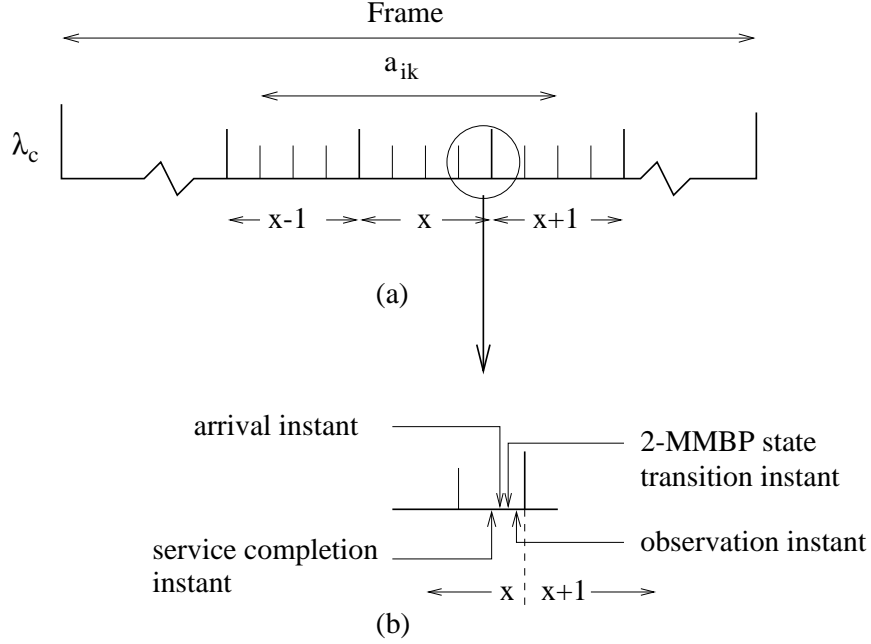 Frame
a_ik
λ_c
x-1
x
x+1
(a)
arrival instant
2-MMBP state
transition instant
service completion
instant
observation instant
x
x+1
(b)